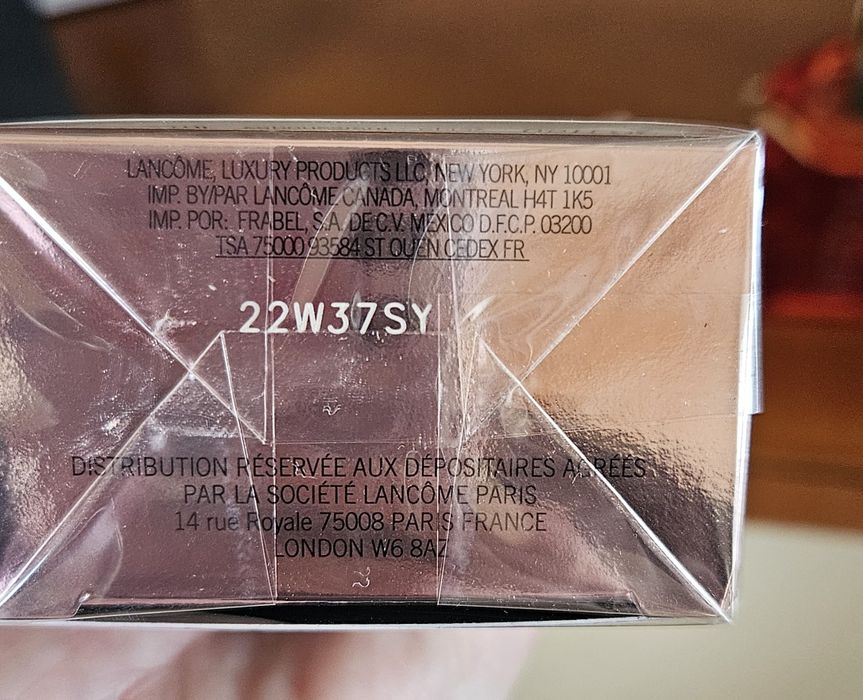 LANCÔME, LUXURY PRODUCTS LLC, NEW YORK, NY 10001
IMP. BY/PAR LANCÔME CANADA, MONTREAL H4T 1K5
IMP. POR: FRABEL, S.A. DE C.V. MEXICO D.F.C.P. 03200
TSA 75000 93584 ST OUEN CEDEX FR
22W37SY
DISTRIBUTION RÉSERVÉE AUX DÉPOSITAIRES AGRÉÉS
PAR LA SOCIÉTÉ LANCÔME PARIS
14 rue Royale 75008 PARIS FRANCE
LONDON W6 8AZ